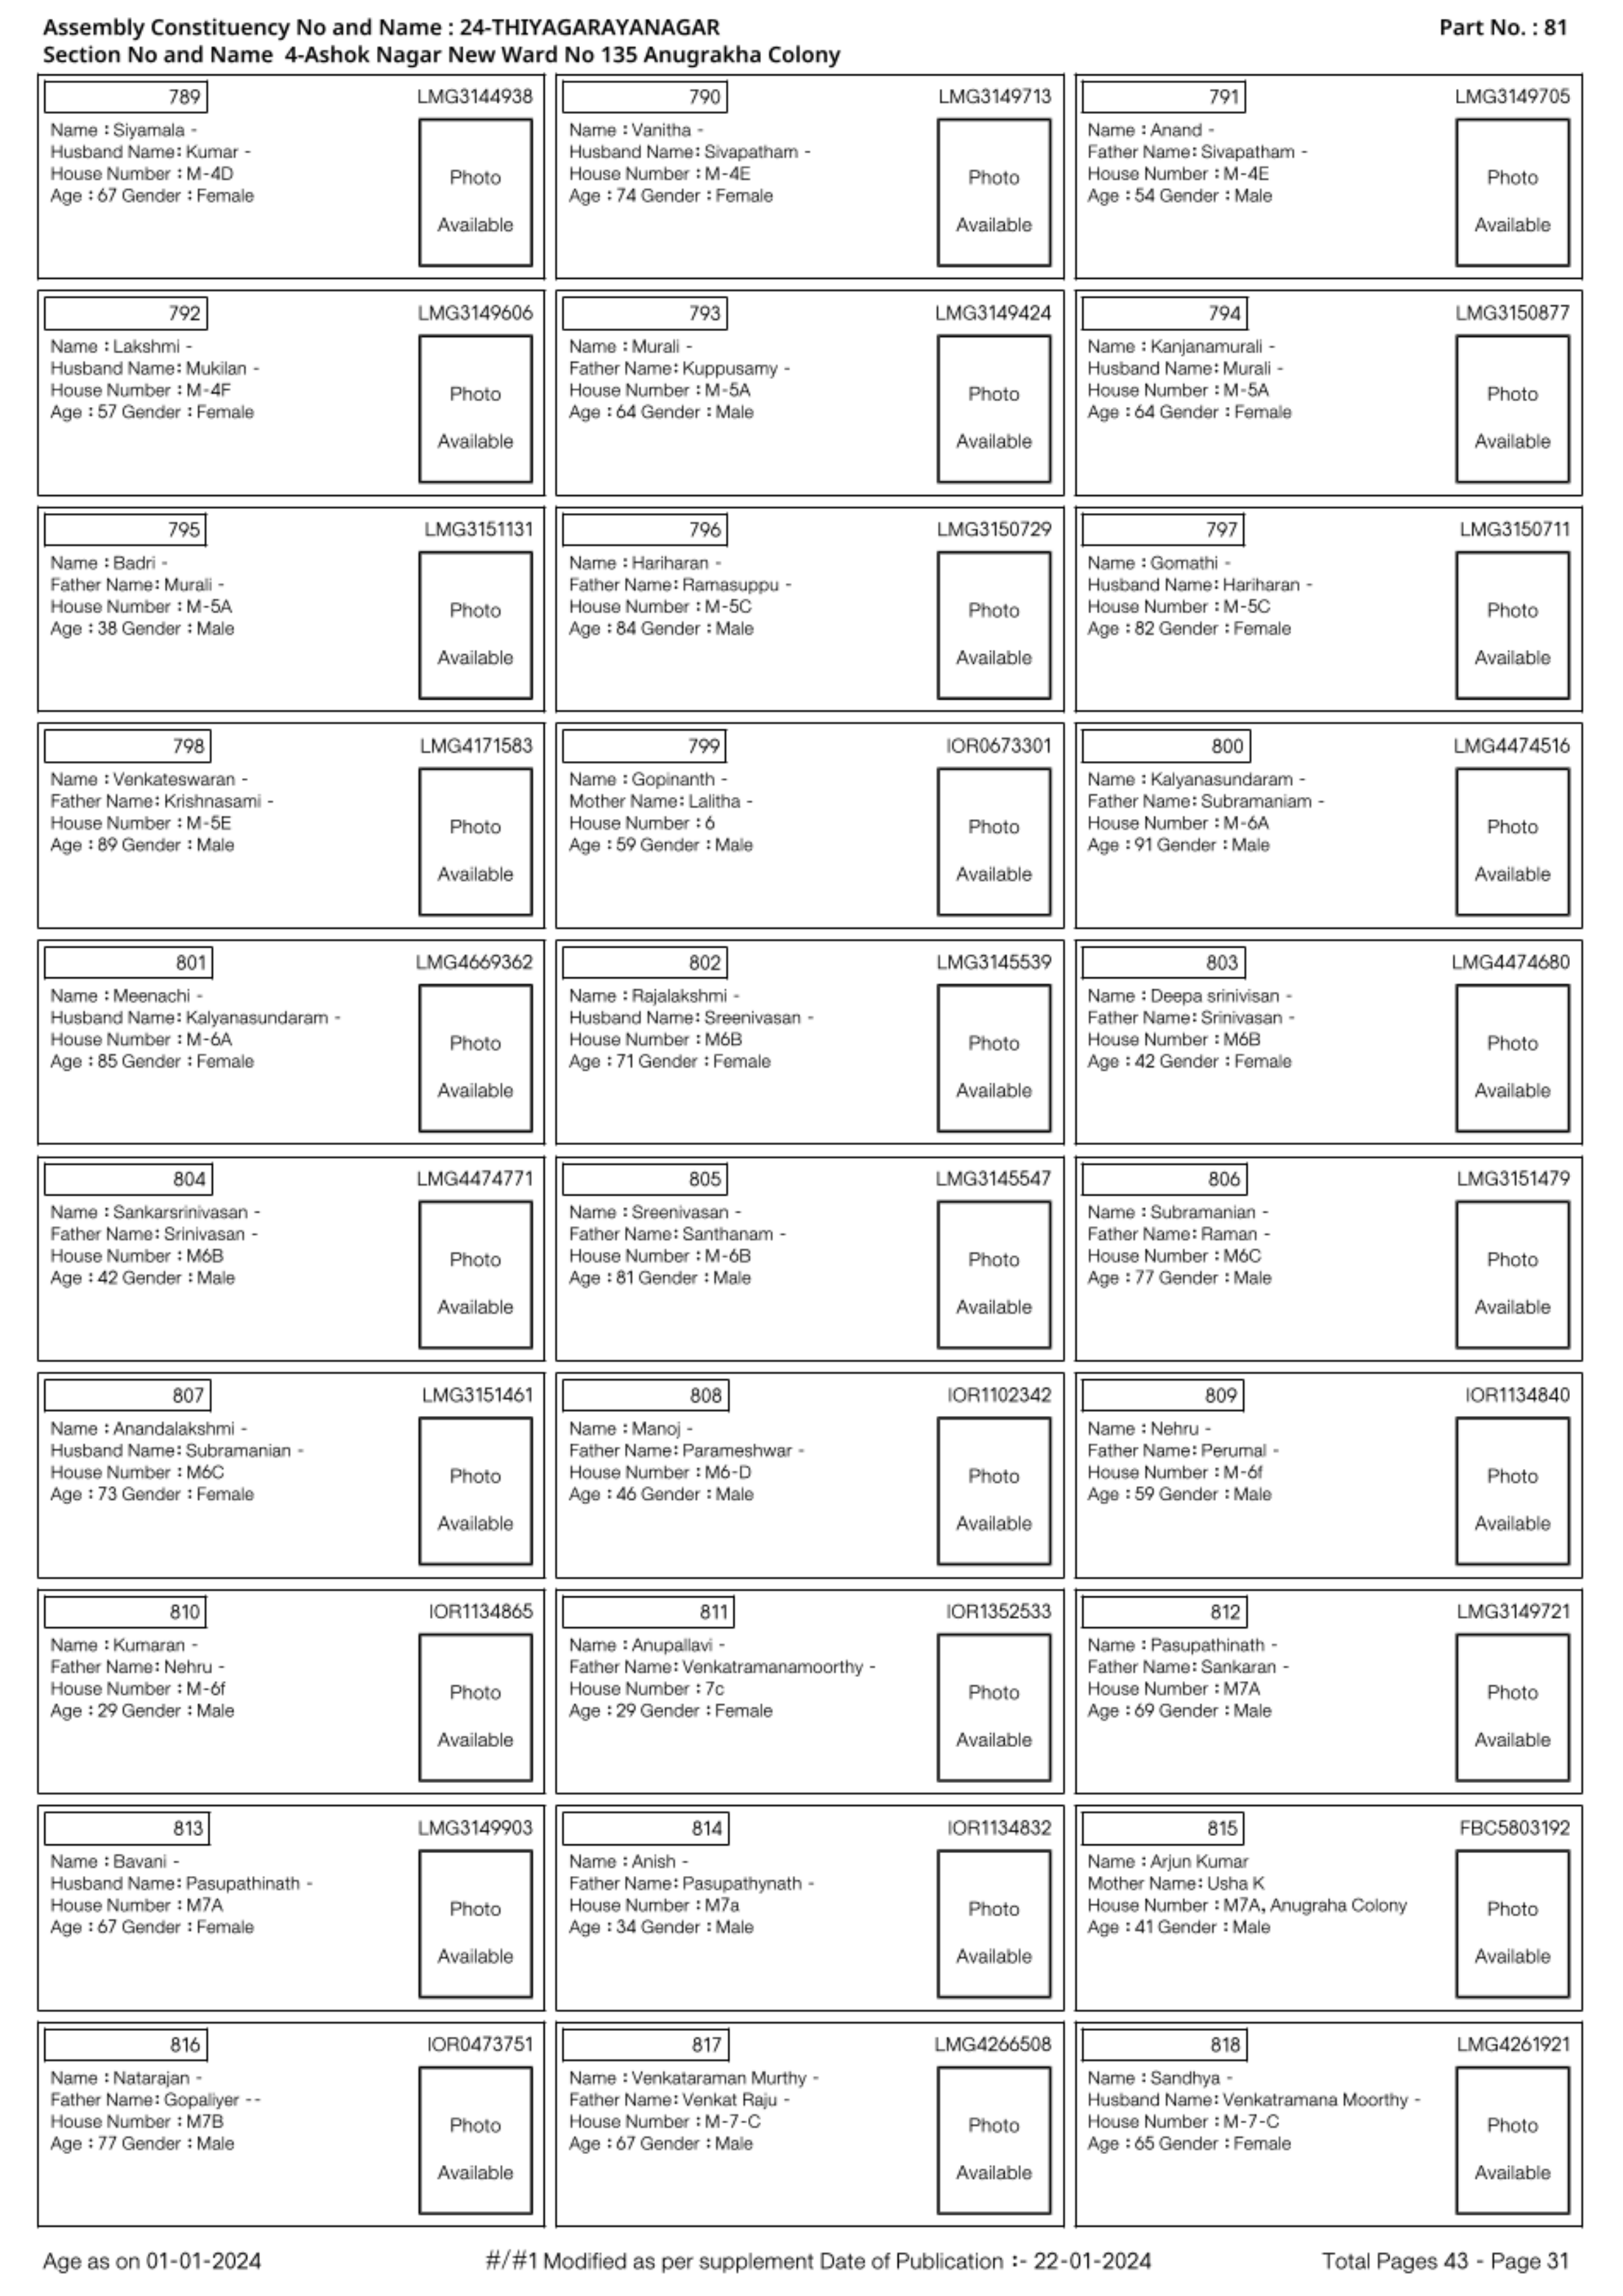 Assembly Constituency No and Name : 24-THIYAGARAYANAGAR
Part No. : 81
Section No and Name 4-Ashok Nagar New Ward No 135 Anugrakha Colony
789 LMG3144938
Name : Siyamala -
Husband Name: Kumar -
House Number : M-4D
Age : 67 Gender : Female
Photo
Available
790 LMG3149713
Name : Vanitha -
Husband Name: Sivapatham -
House Number : M-4E
Age : 74 Gender : Female
Photo
Available
791 LMG3149705
Name : Anand -
Father Name: Sivapatham -
House Number : M-4E
Age : 54 Gender : Male
Photo
Available
792 LMG3149606
Name : Lakshmi -
Husband Name: Mukilan -
House Number : M-4F
Age : 57 Gender : Female
Photo
Available
793 LMG3149424
Name : Murali -
Father Name: Kuppusamy -
House Number : M-5A
Age : 64 Gender : Male
Photo
Available
794 LMG3150877
Name : Kanjanamurali -
Husband Name: Murali -
House Number : M-5A
Age : 64 Gender : Female
Photo
Available
795 LMG3151131
Name : Badri -
Father Name: Murali -
House Number : M-5A
Age : 38 Gender : Male
Photo
Available
796 LMG3150729
Name : Hariharan -
Father Name: Ramasuppu -
House Number : M-5C
Age : 84 Gender : Male
Photo
Available
797 LMG3150711
Name : Gomathi -
Husband Name: Hariharan -
House Number : M-5C
Age : 82 Gender : Female
Photo
Available
798 LMG4171583
Name : Venkateswaran -
Father Name: Krishnasami -
House Number : M-5E
Age : 89 Gender : Male
Photo
Available
799 IOR0673301
Name : Gopinanth -
Mother Name: Lalitha -
House Number : 6
Age : 59 Gender : Male
Photo
Available
800 LMG4474516
Name : Kalyanasundaram -
Father Name: Subramaniam -
House Number : M-6A
Age : 91 Gender : Male
Photo
Available
801 LMG4669362
Name : Meenachi -
Husband Name: Kalyanasundaram -
House Number : M-6A
Age : 85 Gender : Female
Photo
Available
802 LMG3145539
Name : Rajalakshmi -
Husband Name: Sreenivasan -
House Number : M6B
Age : 71 Gender : Female
Photo
Available
803 LMG4474680
Name : Deepa srinivisan -
Father Name: Srinivasan -
House Number : M6B
Age : 42 Gender : Female
Photo
Available
804 LMG4474771
Name : Sankarsrinivasan -
Father Name: Srinivasan -
House Number : M6B
Age : 42 Gender : Male
Photo
Available
805 LMG3145547
Name : Sreenivasan -
Father Name: Santhanam -
House Number : M-6B
Age : 81 Gender : Male
Photo
Available
806 LMG3151479
Name : Subramanian -
Father Name: Raman -
House Number : M6C
Age : 77 Gender : Male
Photo
Available
807 LMG3151461
Name : Anandalakshmi -
Husband Name: Subramanian -
House Number : M6C
Age : 73 Gender : Female
Photo
Available
808 IOR1102342
Name : Manoj -
Father Name: Parameshwar -
House Number : M6-D
Age : 46 Gender : Male
Photo
Available
809 IOR1134840
Name : Nehru -
Father Name: Perumal -
House Number : M-6f
Age : 59 Gender : Male
Photo
Available
810 IOR1134865
Name : Kumaran -
Father Name: Nehru -
House Number : M-6f
Age : 29 Gender : Male
Photo
Available
811 IOR1352533
Name : Anupallavi -
Father Name: Venkatramanamoorthy -
House Number : 7c
Age : 29 Gender : Female
Photo
Available
812 LMG3149721
Name : Pasupathinath -
Father Name: Sankaran -
House Number : M7A
Age : 69 Gender : Male
Photo
Available
813 LMG3149903
Name : Bavani -
Husband Name: Pasupathinath -
House Number : M7A
Age : 67 Gender : Female
Photo
Available
814 IOR1134832
Name : Anish -
Father Name: Pasupathynath -
House Number : M7a
Age : 34 Gender : Male
Photo
Available
815 FBC5803192
Name : Arjun Kumar
Mother Name: Usha K
House Number : M7A, Anugraha Colony
Age : 41 Gender : Male
Photo
Available
816 IOR0473751
Name : Natarajan -
Father Name: Gopaliyer --
House Number : M7B
Age : 77 Gender : Male
Photo
Available
817 LMG4266508
Name : Venkataraman Murthy -
Father Name: Venkat Raju -
House Number : M-7-C
Age : 67 Gender : Male
Photo
Available
818 LMG4261921
Name : Sandhya -
Husband Name: Venkatramana Moorthy -
House Number : M-7-C
Age : 65 Gender : Female
Photo
Available
Age as on 01-01-2024
#/#1 Modified as per supplement Date of Publication :- 22-01-2024
Total Pages 43 - Page 31